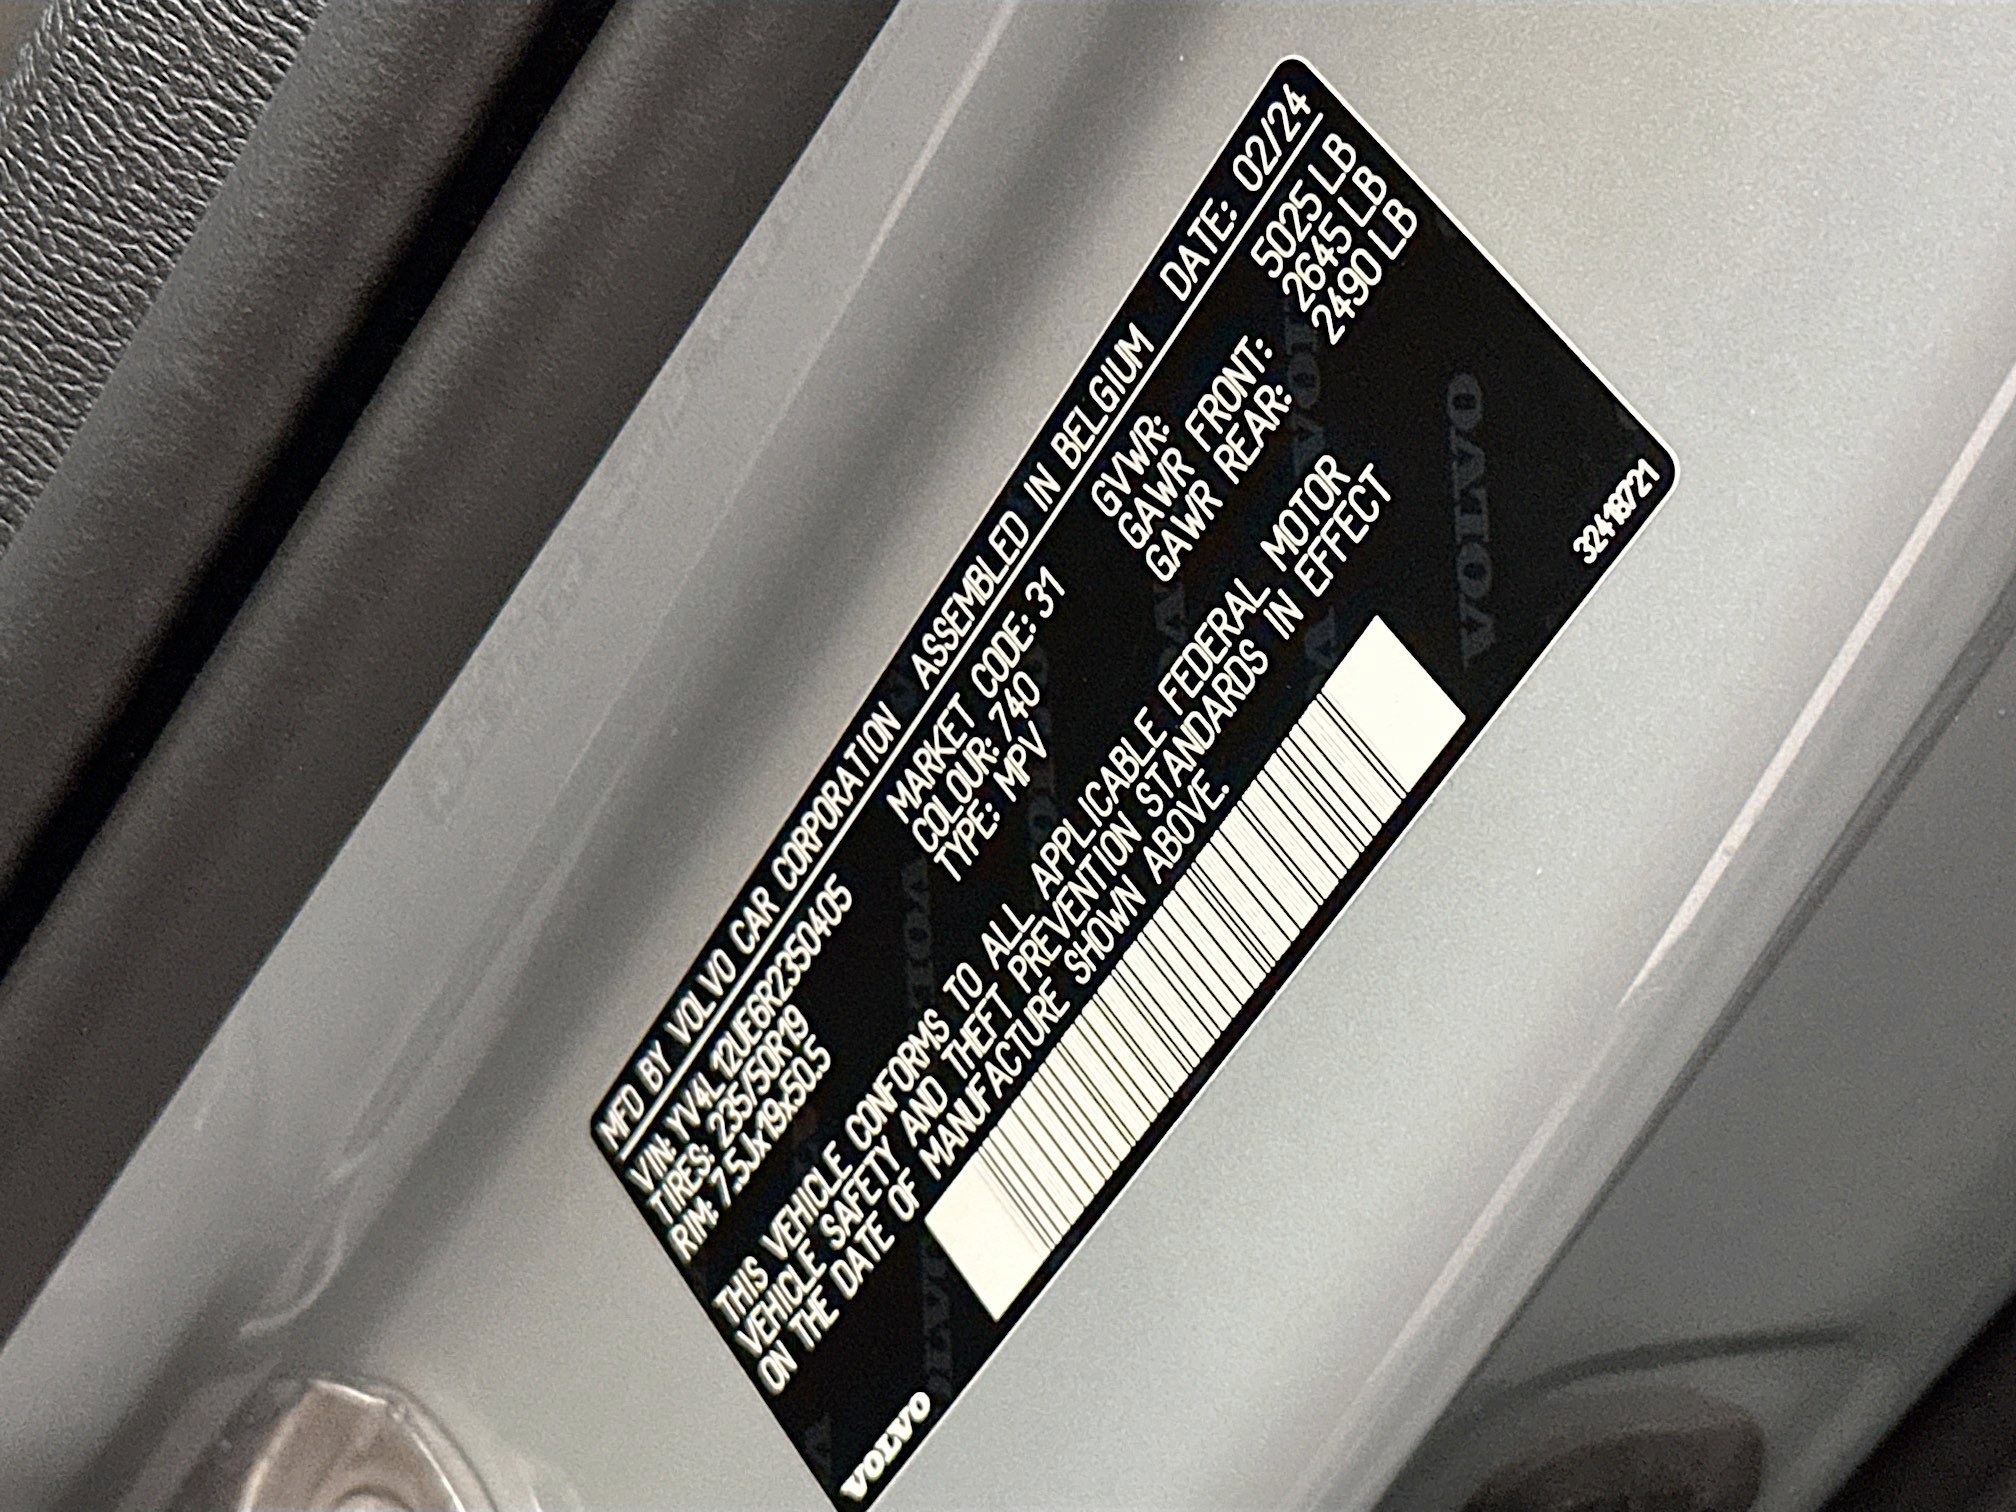 MFD BY VOLVO CAR CORPORATION ASSEMBLED IN BELGIUM DATE: 02/24
VIN: YV4L12UE6R2350405 MARKET CODE: 31 GVWR: 5025 LB
TIRES: 235/50R19 COLOUR: 740 GAWR FRONT: 2645 LB
RIM: 7.5Jx19x50.5 TYPE: MPV GAWR REAR: 2490 LB
THIS VEHICLE CONFORMS TO ALL APPLICABLE FEDERAL MOTOR
VEHICLE SAFETY AND THEFT PREVENTION STANDARDS IN EFFECT
ON THE DATE OF MANUFACTURE SHOWN ABOVE.
VOLVO 32418721